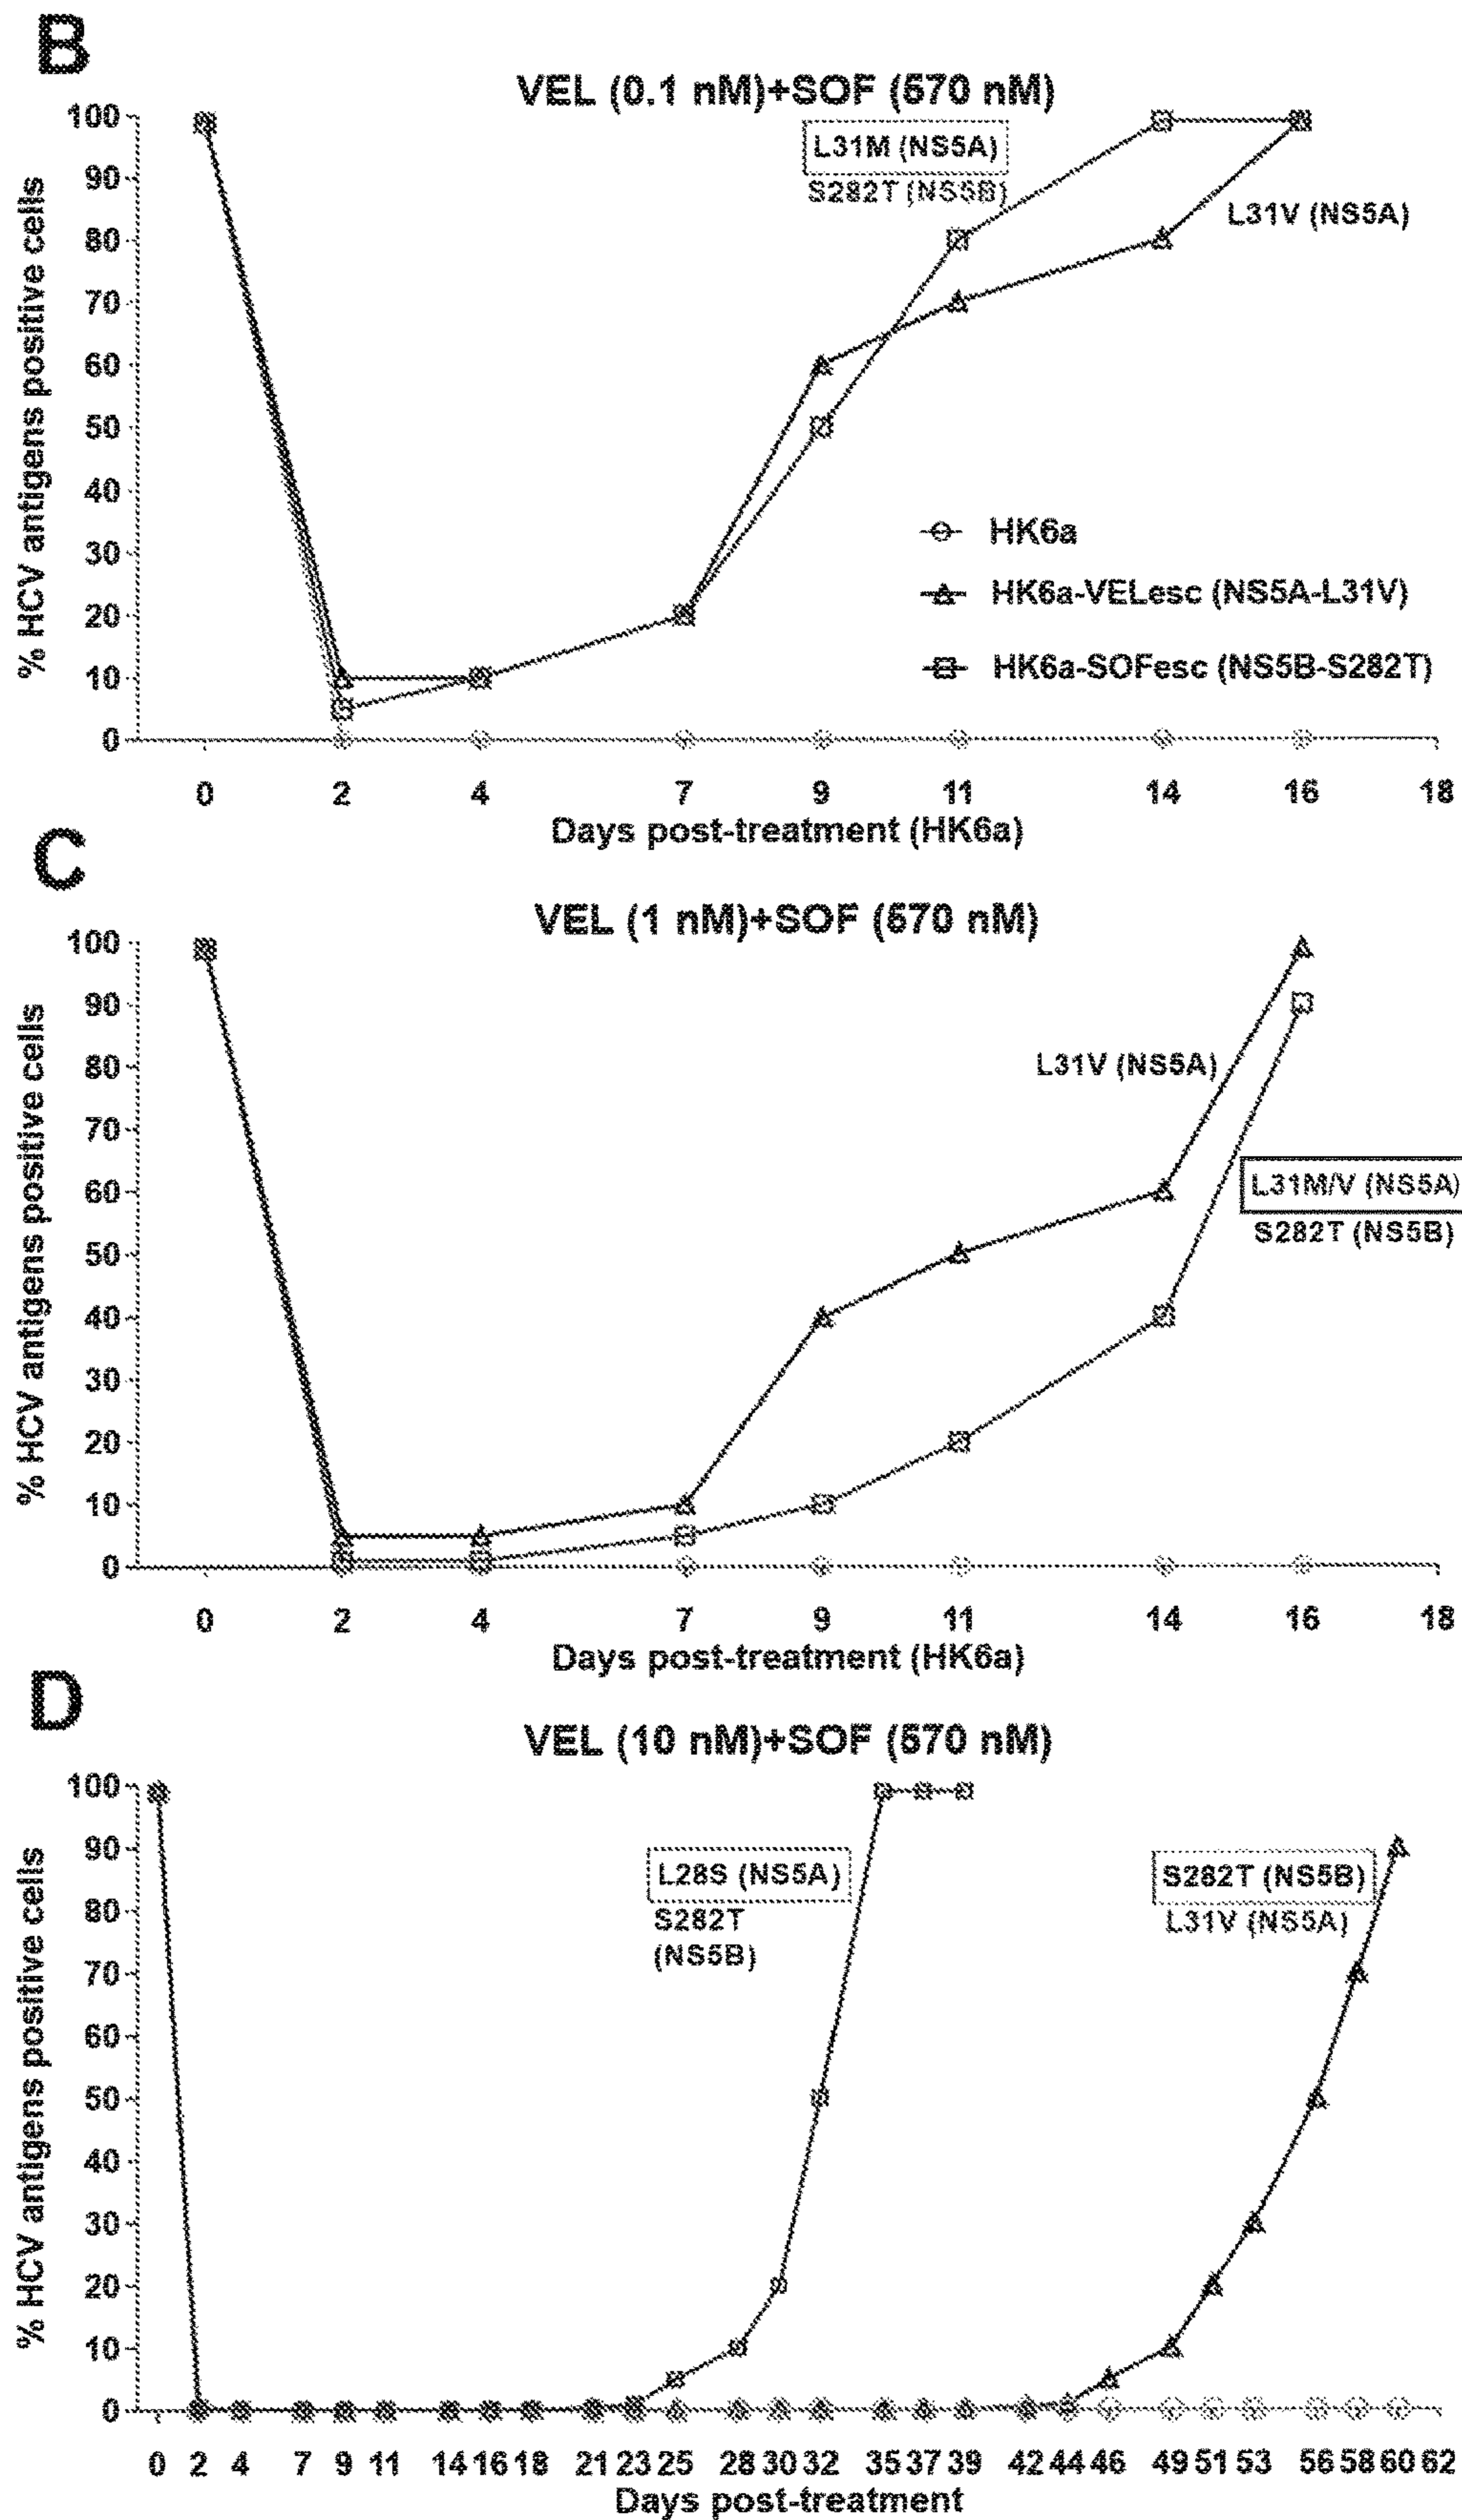 B
VEL (0.1 nM)+SOF (570 nM)
% HCV antigens positive cells
100
90
80
70
60
50
40
30
20
10
0
L31M (NS5A)
S282T (NS5B)
L31V (NS5A)
HK6a
HK6a-VELesc (NS5A-L31V)
HK6a-SOFesc (NS5B-S282T)
0 2 4 7 9 11 14 16 18
Days post-treatment (HK6a)
C
VEL (1 nM)+SOF (570 nM)
% HCV antigens positive cells
100
90
80
70
60
50
40
30
20
10
0
L31V (NS5A)
L31M/V (NS5A)
S282T (NS5B)
0 2 4 7 9 11 14 16 18
Days post-treatment (HK6a)
D
VEL (10 nM)+SOF (570 nM)
% HCV antigens positive cells
100
90
80
70
60
50
40
30
20
10
0
L28S (NS5A)
S282T
(NS5B)
S282T (NS5B)
L31V (NS5A)
0 2 4 7 9 11 14 16 18 21 23 25 28 30 32 35 37 39 42 44 46 49 51 53 56 58 60 62
Days post-treatment